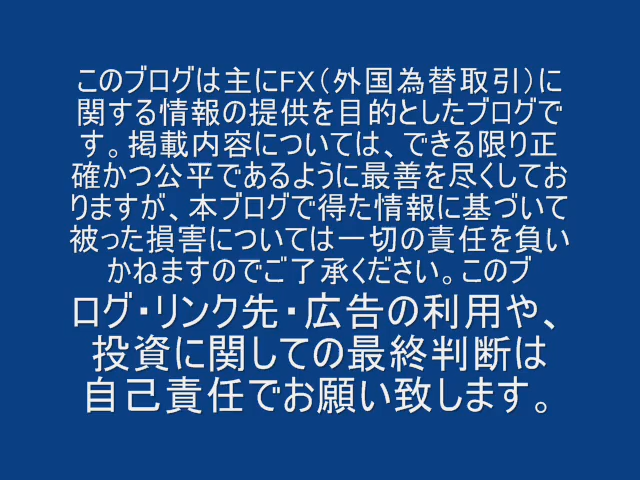 このブログは主にFX（外国為替取引）に
関する情報の提供を目的としたブログで
す。掲載内容については、できる限り正
確かつ公平であるように最善を尽くしてお
りますが、本ブログで得た情報に基づいて
被った損害については一切の責任を負い
かねますのでご了承ください。このブ
ログ・リンク先・広告の利用や、
投資に関しての最終判断は
自己責任でお願い致します。